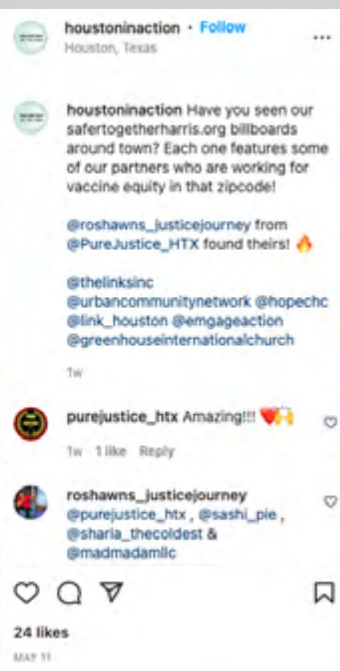 houstoninaction • Follow
Houston, Texas
houstoninaction Have you seen our
safertogetherharris.org billboards
around town? Each one features some
of our partners who are working for
vaccine equity in that zipcode!
@roshawns_justicejourney from
@PureJustice_HTX found theirs! 🔥
@thelinksinc
@urbancommunitynetwork @hopechc
@link_houston @emgageaction
@greenhouseinternationalchurch
1w
purejustice_htx Amazing!!! ❤️🙌
1w 1 like Reply
roshawns_justicejourney
@purejustice_htx , @sashi_pie ,
@sharla_thecoldest &
@madmadamllc
24 likes
MAY 11